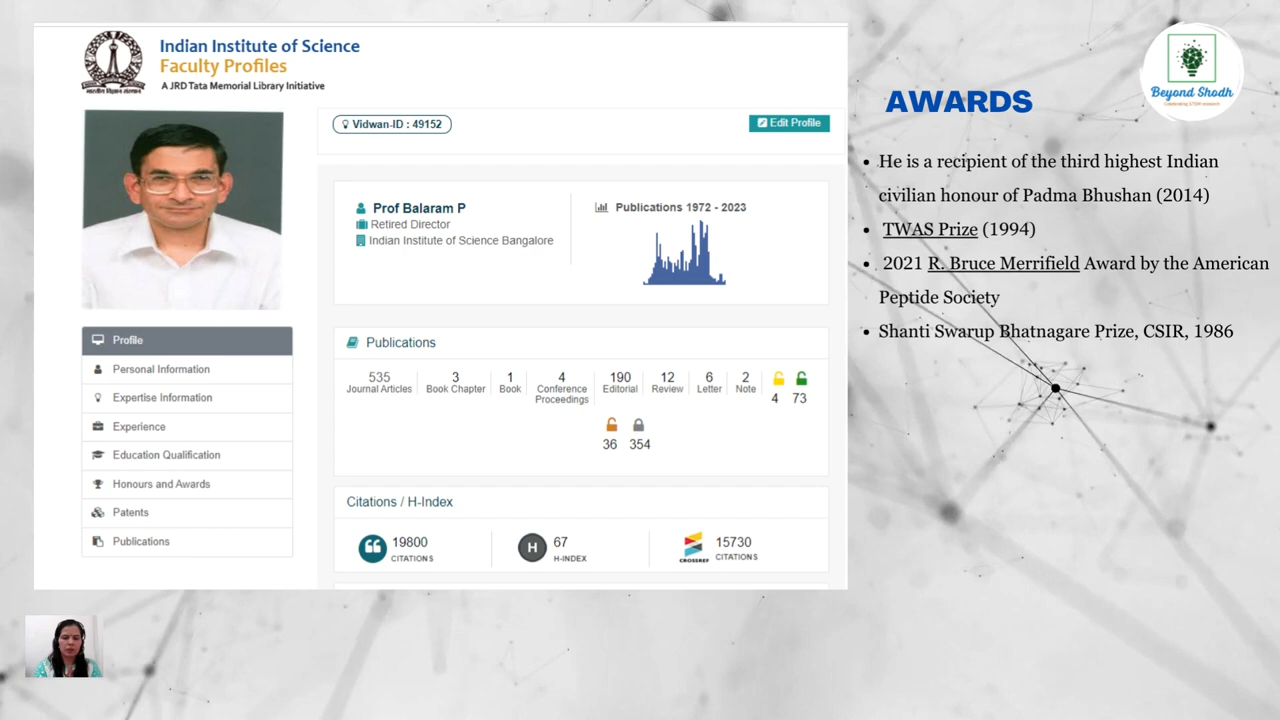 Indian Institute of Science
Faculty Profiles
A JRD Tata Memorial Library Initiative
Vidwan-ID : 49152
Edit Profile
Prof Balaram P
Retired Director
Indian Institute of Science Bangalore
Publications 1972 - 2023
Profile
Personal Information
Expertise Information
Experience
Education Qualification
Honours and Awards
Patents
Publications
Publications
535
Journal Articles
3
Book Chapter
1
Book
4
Conference
Proceedings
190
Editorial
12
Review
6
Letter
2
Note
4
73
36
354
Citations / H-Index
19800
CITATIONS
H
67
H-INDEX
CROSSREF
15730
CITATIONS
Beyond Shodh
AWARDS
• He is a recipient of the third highest Indian
civilian honour of Padma Bhushan (2014)
• TWAS Prize (1994)
• 2021 R. Bruce Merrifield Award by the American
Peptide Society
• Shanti Swarup Bhatnagare Prize, CSIR, 1986